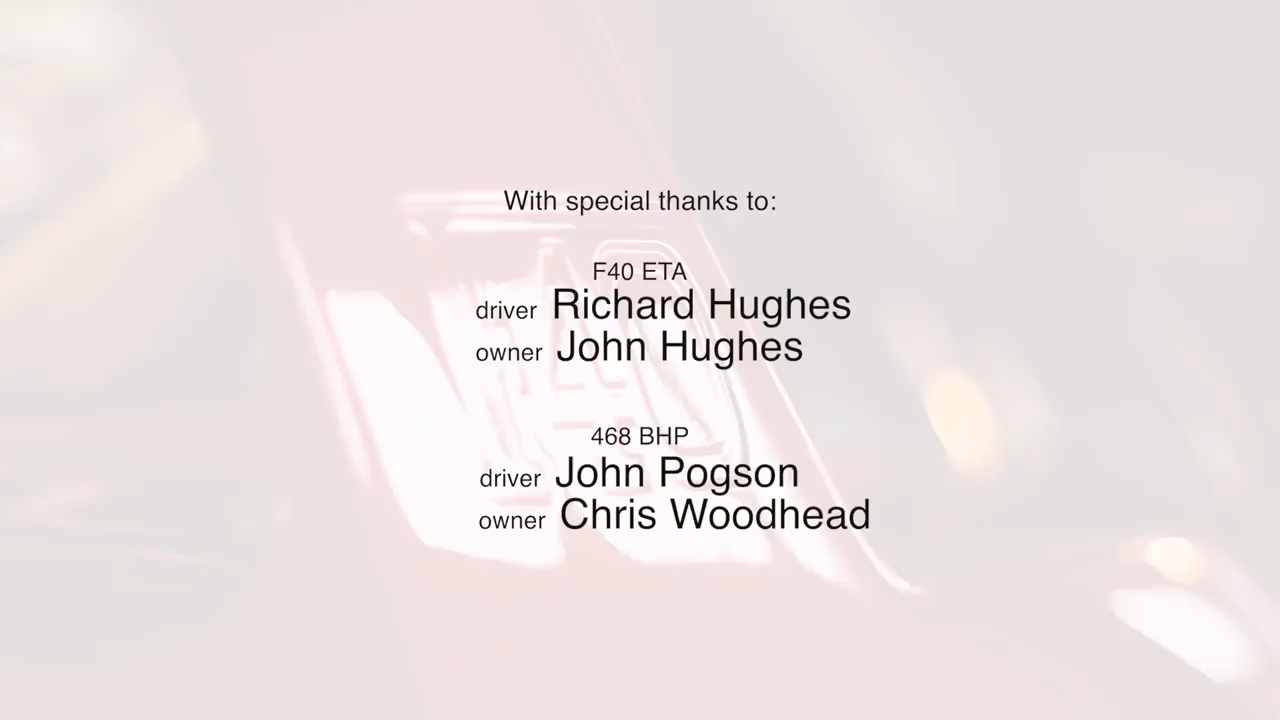 With special thanks to:
F40 ETA
driver Richard Hughes
owner John Hughes
468 BHP
driver John Pogson
owner Chris Woodhead